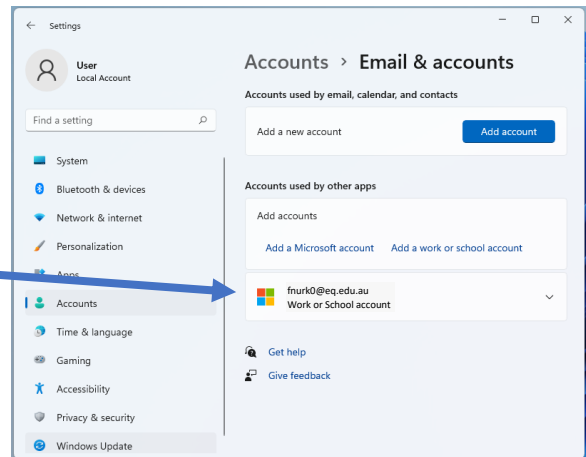 Settings
User
Local Account
Find a setting
System
Bluetooth & devices
Network & internet
Personalization
Apps
Accounts
Time & language
Gaming
Accessibility
Privacy & security
Windows Update
Accounts > Email & accounts
Accounts used by email, calendar, and contacts
Add a new account
Add account
Accounts used by other apps
Add accounts
Add a Microsoft account Add a work or school account
fnurk0@eq.edu.au
Work or School account
Get help
Give feedback